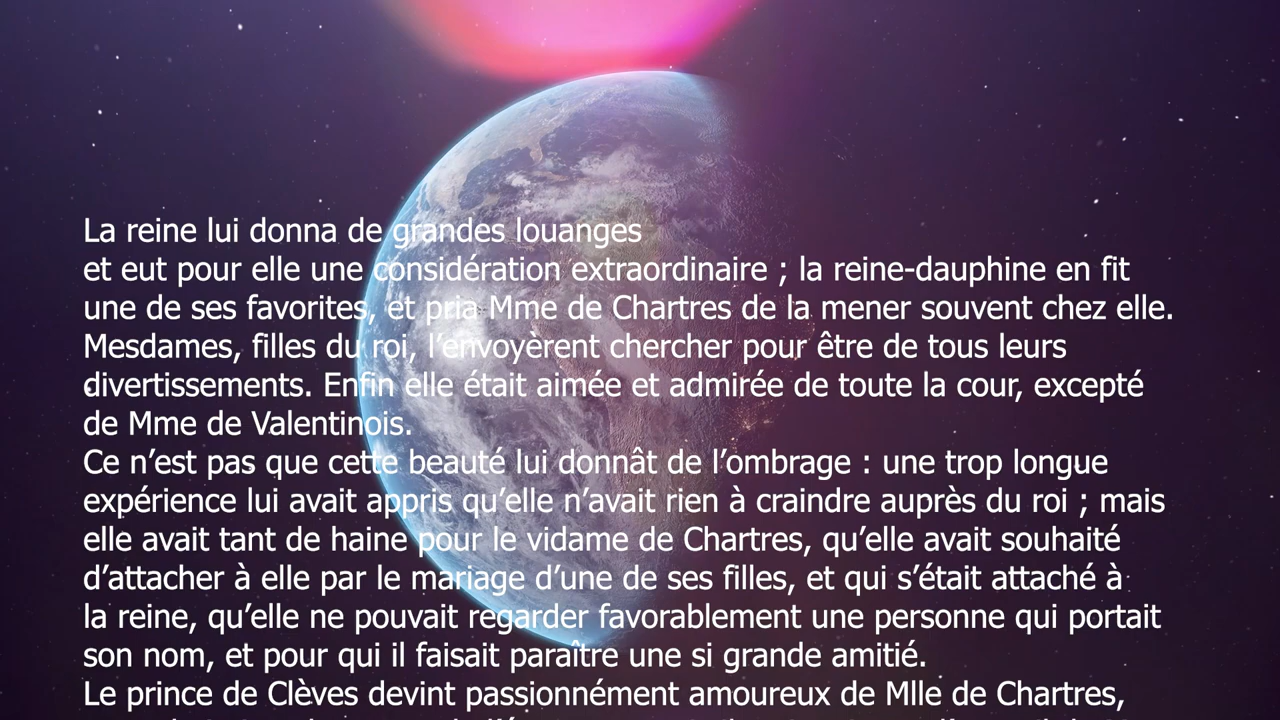 La reine lui donna de grandes louanges
et eut pour elle une considération extraordinaire ; la reine-dauphine en fit
une de ses favorites, et pria Mme de Chartres de la mener souvent chez elle.
Mesdames, filles du roi, l’envoyèrent chercher pour être de tous leurs
divertissements. Enfin elle était aimée et admirée de toute la cour, excepté
de Mme de Valentinois.
Ce n’est pas que cette beauté lui donnât de l’ombrage : une trop longue
expérience lui avait appris qu’elle n’avait rien à craindre auprès du roi ; mais
elle avait tant de haine pour le vidame de Chartres, qu’elle avait souhaité
d’attacher à elle par le mariage d’une de ses filles, et qui s’était attaché à
la reine, qu’elle ne pouvait regarder favorablement une personne qui portait
son nom, et pour qui il faisait paraître une si grande amitié.
Le prince de Clèves devint passionnément amoureux de Mlle de Chartres,